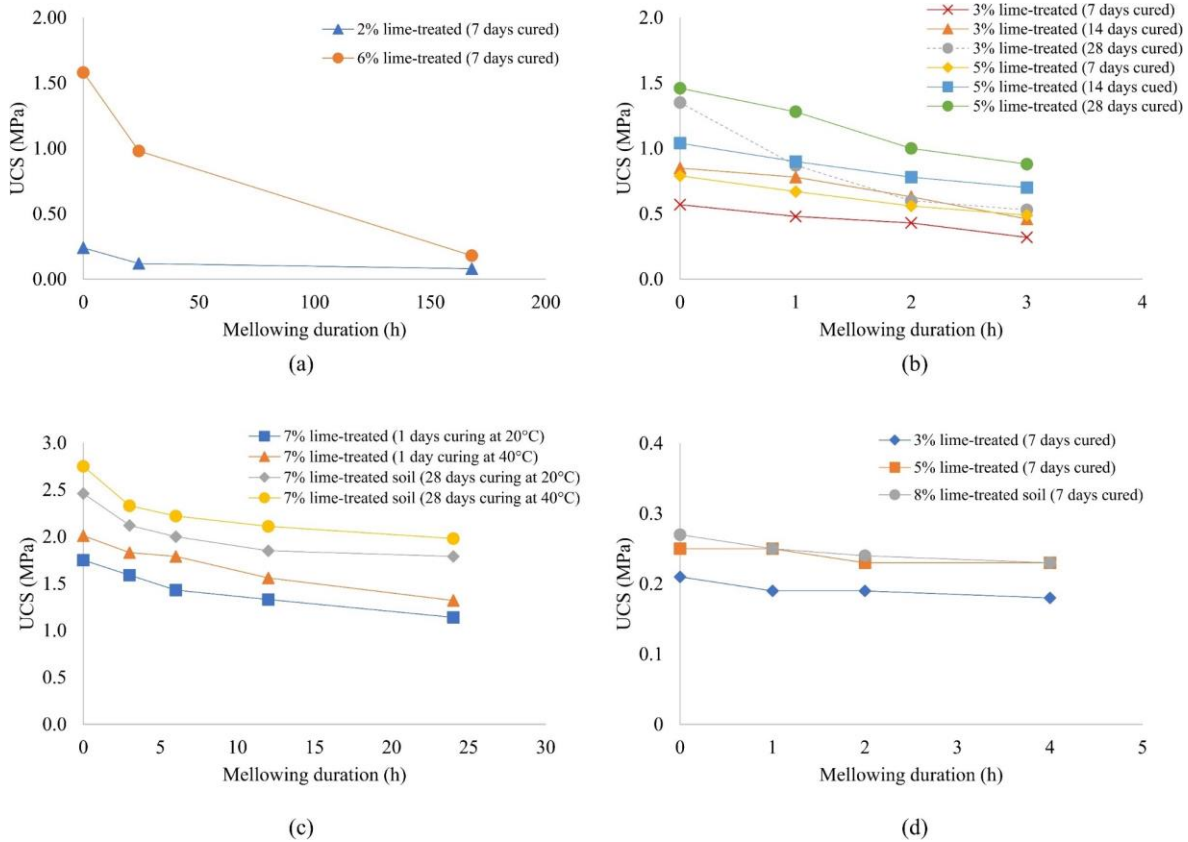 2.00
1.50
1.00
0.50
0.00
UCS (MPa)
2% lime-treated (7 days cured)
6% lime-treated (7 days cured)
0 50 100 150 200
Mellowing duration (h)
(a)
2.0
1.5
1.0
0.5
0.0
UCS (MPa)
3% lime-treated (7 days cured)
3% lime-treated (14 days cured)
3% lime-treated (28 days cured)
5% lime-treated (7 days cured)
5% lime-treated (14 days cued)
5% lime-treated (28 days cured)
0 1 2 3 4
Mellowing duration (h)
(b)
3.0
2.5
2.0
1.5
1.0
0.5
0.0
UCS (MPa)
7% lime-treated (1 days curing at 20°C)
7% lime-treated (1 day curing at 40°C)
7% lime-treated soil (28 days curing at 20°C)
7% lime-treated soil (28 days curing at 40°C)
0 5 10 15 20 25 30
Mellowing duration (h)
(c)
0.4
0.3
0.2
0.1
0
UCS (MPa)
3% lime-treated (7 days cured)
5% lime-treated (7 days cured)
8% lime-treated soil (7 days cured)
0 1 2 3 4 5
Mellowing duration (h)
(d)